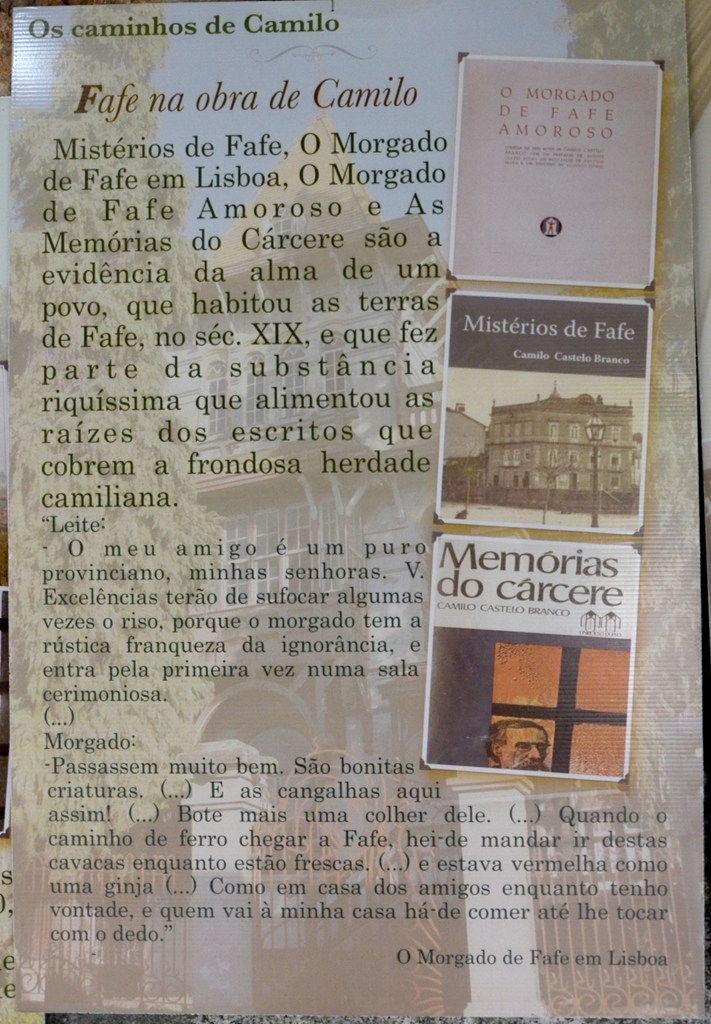 Os caminhos de Camilo
Fafe na obra de Camilo
Mistérios de Fafe, O Morgado
de Fafe em Lisboa, O Morgado
de Fafe Amoroso e As
Memórias do Cárcere são a
evidência da alma de um
povo, que habitou as terras
de Fafe, no séc. XIX, e que fez
parte da substância
riquíssima que alimentou as
raízes dos escritos que
cobrem a frondosa herdade
camiliana.
“Leite:
- O meu amigo é um puro
provinciano, minhas senhoras. V.
Excelências terão de sufocar algumas
vezes o riso, porque o morgado tem a
rústica franqueza da ignorância, e
entra pela primeira vez numa sala
cerimoniosa.
(...)
Morgado:
-Passassem muito bem. São bonitas
criaturas. (...) E as cangalhas aqui
assim! (...) Bote mais uma colher dele. (...) Quando o
caminho de ferro chegar a Fafe, hei-de mandar ir destas
cavacas enquanto estão frescas. (...) e estava vermelha como
uma ginja (...) Como em casa dos amigos enquanto tenho
vontade, e quem vai à minha casa há-de comer até lhe tocar
com o dedo.”
O Morgado de Fafe em Lisboa
O MORGADO
DE FAFE
AMOROSO
Mistérios de Fafe
Camilo Castelo Branco
Memórias
do cárcere
CAMILO CASTELO BRANCO